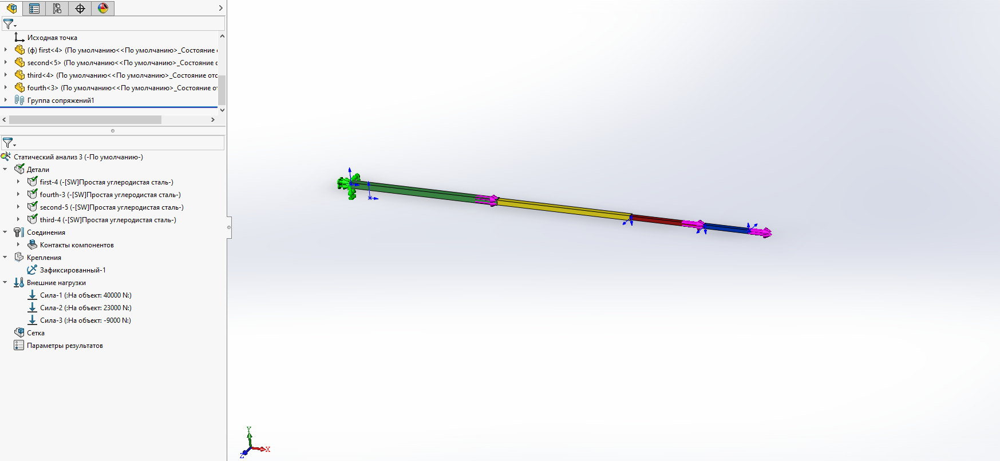 Исходная точка
(ф) first<4> (По умолчанию<<По умолчанию>_Состояние
second<5> (По умолчанию<<По умолчанию>_Состояние
third<4> (По умолчанию<<По умолчанию>_Состояние ото
fourth<3> (По умолчанию<<По умолчанию>_Состояние
Группа сопряжений1
Статический анализ 3 (-По умолчанию-)
Детали
first-4 (-[SW]Простая углеродистая сталь-)
fourth-3 (-[SW]Простая углеродистая сталь-)
second-5 (-[SW]Простая углеродистая сталь-)
third-4 (-[SW]Простая углеродистая сталь-)
Соединения
Контакты компонентов
Крепления
Зафиксированный-1
Внешние нагрузки
Сила-1 (:На объект: 40000 N:)
Сила-2 (:На объект: 23000 N:)
Сила-3 (:На объект: -9000 N:)
Сетка
Параметры результатов
Y
X
Z